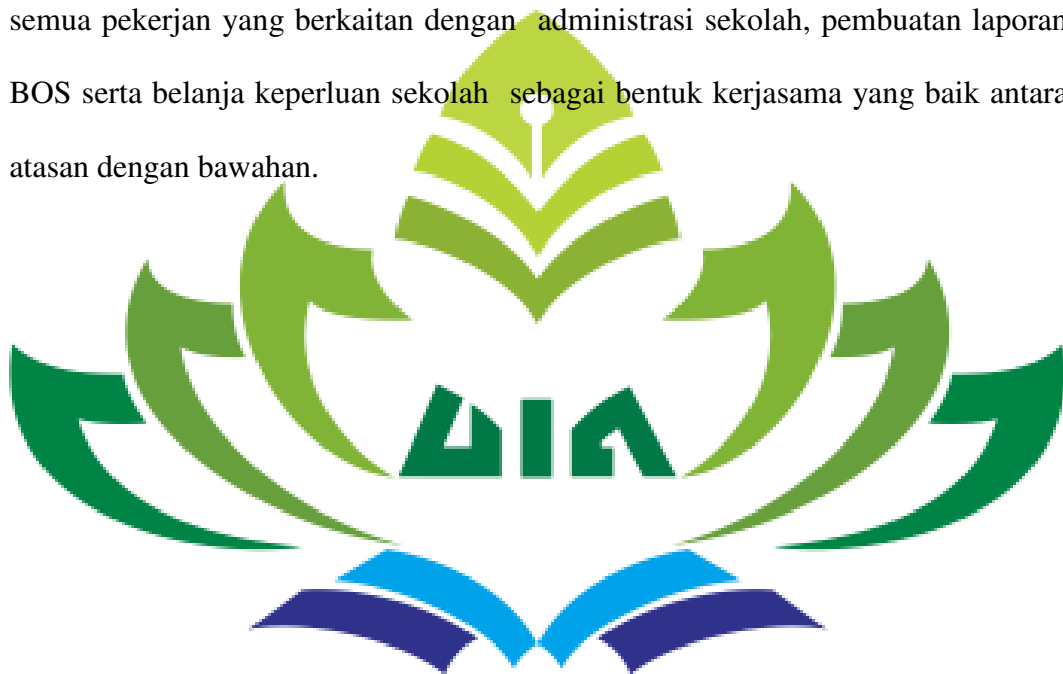 semua pekerjan yang berkaitan dengan  administrasi sekolah, pembuatan laporan
BOS serta belanja keperluan sekolah  sebagai bentuk kerjasama yang baik antara
atasan dengan bawahan.